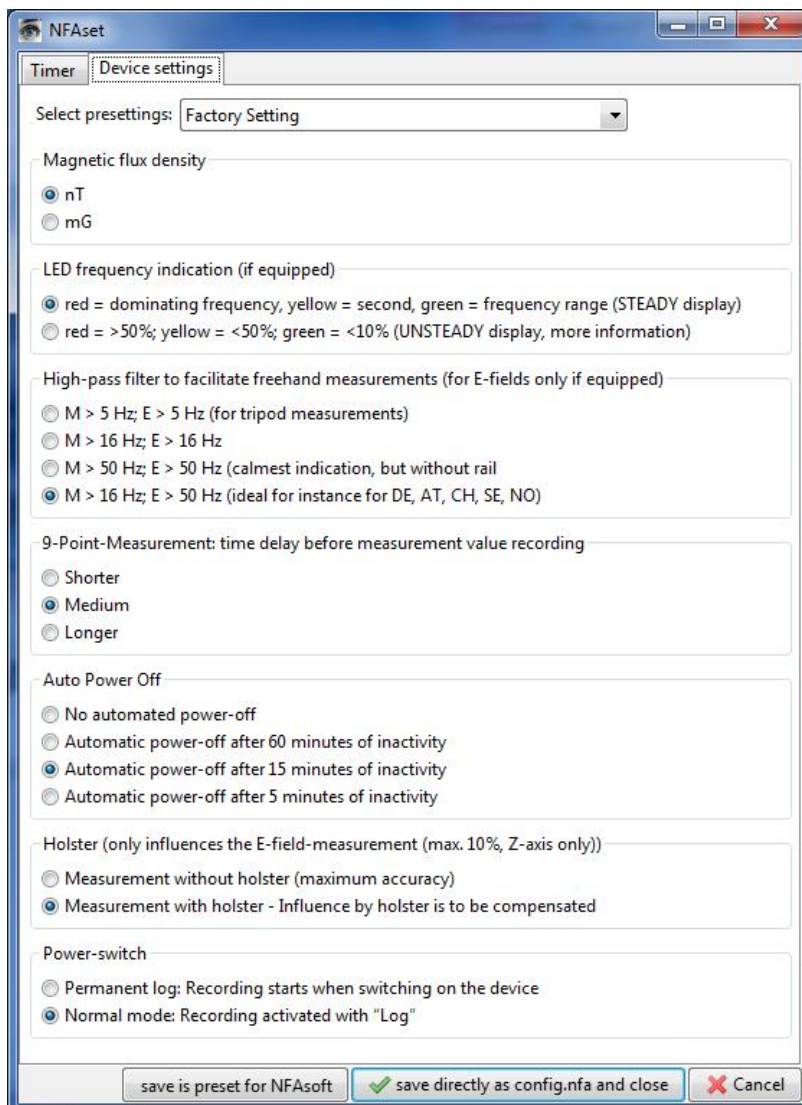 NFAset
Timer
Device settings
Select presettings: Factory Setting
Magnetic flux density
nT
mG
LED frequency indication (if equipped)
red = dominating frequency, yellow = second, green = frequency range (STEADY display)
red = >50%; yellow = <50%; green = <10% (UNSTEADY display, more information)
High-pass filter to facilitate freehand measurements (for E-fields only if equipped)
M > 5 Hz; E > 5 Hz (for tripod measurements)
M > 16 Hz; E > 16 Hz
M > 50 Hz; E > 50 Hz (calmest indication, but without rail
M > 16 Hz; E > 50 Hz (ideal for instance for DE, AT, CH, SE, NO)
9-Point-Measurement: time delay before measurement value recording
Shorter
Medium
Longer
Auto Power Off
No automated power-off
Automatic power-off after 60 minutes of inactivity
Automatic power-off after 15 minutes of inactivity
Automatic power-off after 5 minutes of inactivity
Holster (only influences the E-field-measurement (max. 10%, Z-axis only))
Measurement without holster (maximum accuracy)
Measurement with holster - Influence by holster is to be compensated
Power-switch
Permanent log: Recording starts when switching on the device
Normal mode: Recording activated with “Log”
save is preset for NFAsoft
save directly as config.nfa and close
Cancel